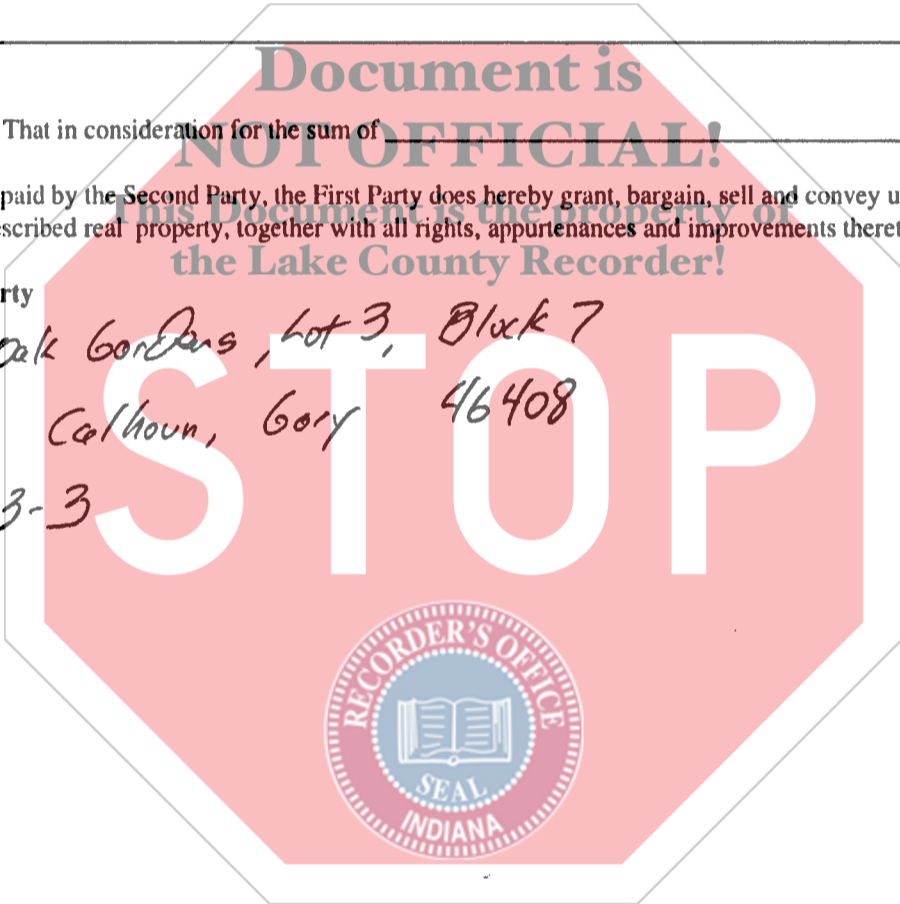 Document is
That in consideration for the sum of
NOT OFFICIAL!
paid by the Second Party, the First Party does hereby grant, bargain, sell and convey u
This Document is the property of
scribed real property, together with all rights, appurtenances and improvements theret
the Lake County Recorder!
rty
Oak Gardens, Lot 3, Block 7
Calhoun, Gary 46408
3-3
STOP
RECORDER'S OFFICE
SEAL
INDIANA